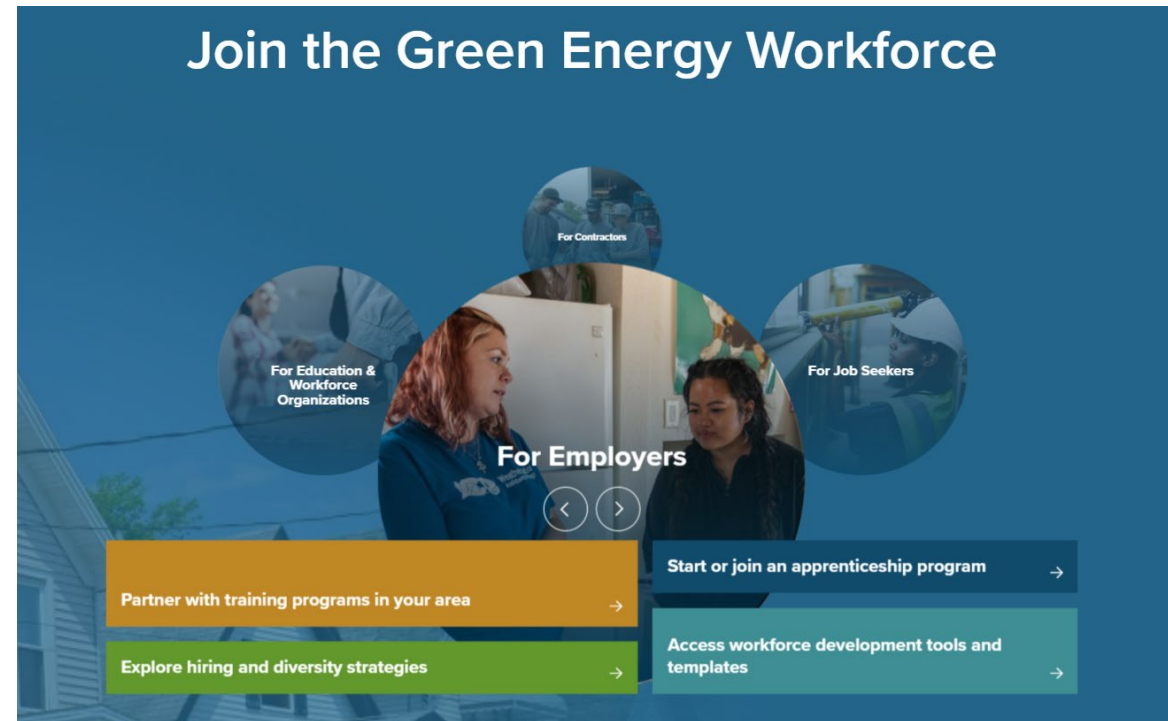 Join the Green Energy Workforce
For Contractors
For Education &
Workforce
Organizations
For Job Seekers
For Employers
Partner with training programs in your area
Start or join an apprenticeship program
Explore hiring and diversity strategies
Access workforce development tools and
templates